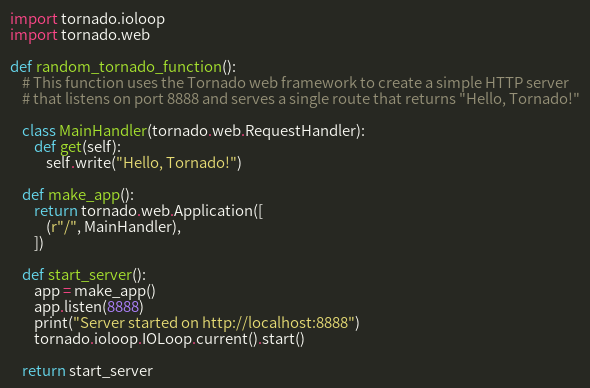 import tornado.ioloop
import tornado.web

def random_tornado_function():
    # This function uses the Tornado web framework to create a simple HTTP server
    # that listens on port 8888 and serves a single route that returns "Hello, Tornado!"

    class MainHandler(tornado.web.RequestHandler):
        def get(self):
            self.write("Hello, Tornado!")

    def make_app():
        return tornado.web.Application([
            (r"/", MainHandler),
        ])

    def start_server():
        app = make_app()
        app.listen(8888)
        print("Server started on http://localhost:8888")
        tornado.ioloop.IOLoop.current().start()

    return start_server